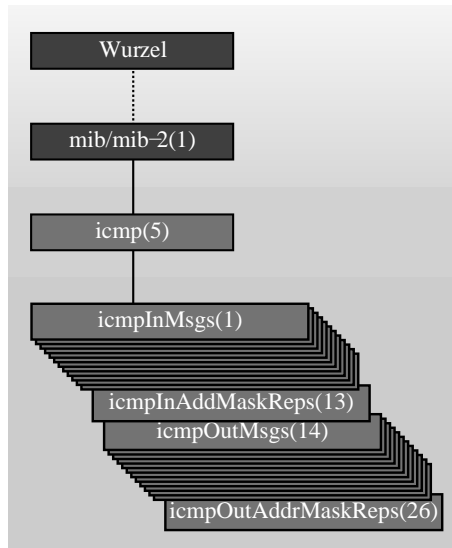 Wurzel
mib/mib-2(1)
icmp(5)
icmpInMsgs(1)
icmpInAddMaskReps(13)
icmpOutMsgs(14)
icmpOutAddrMaskReps(26)